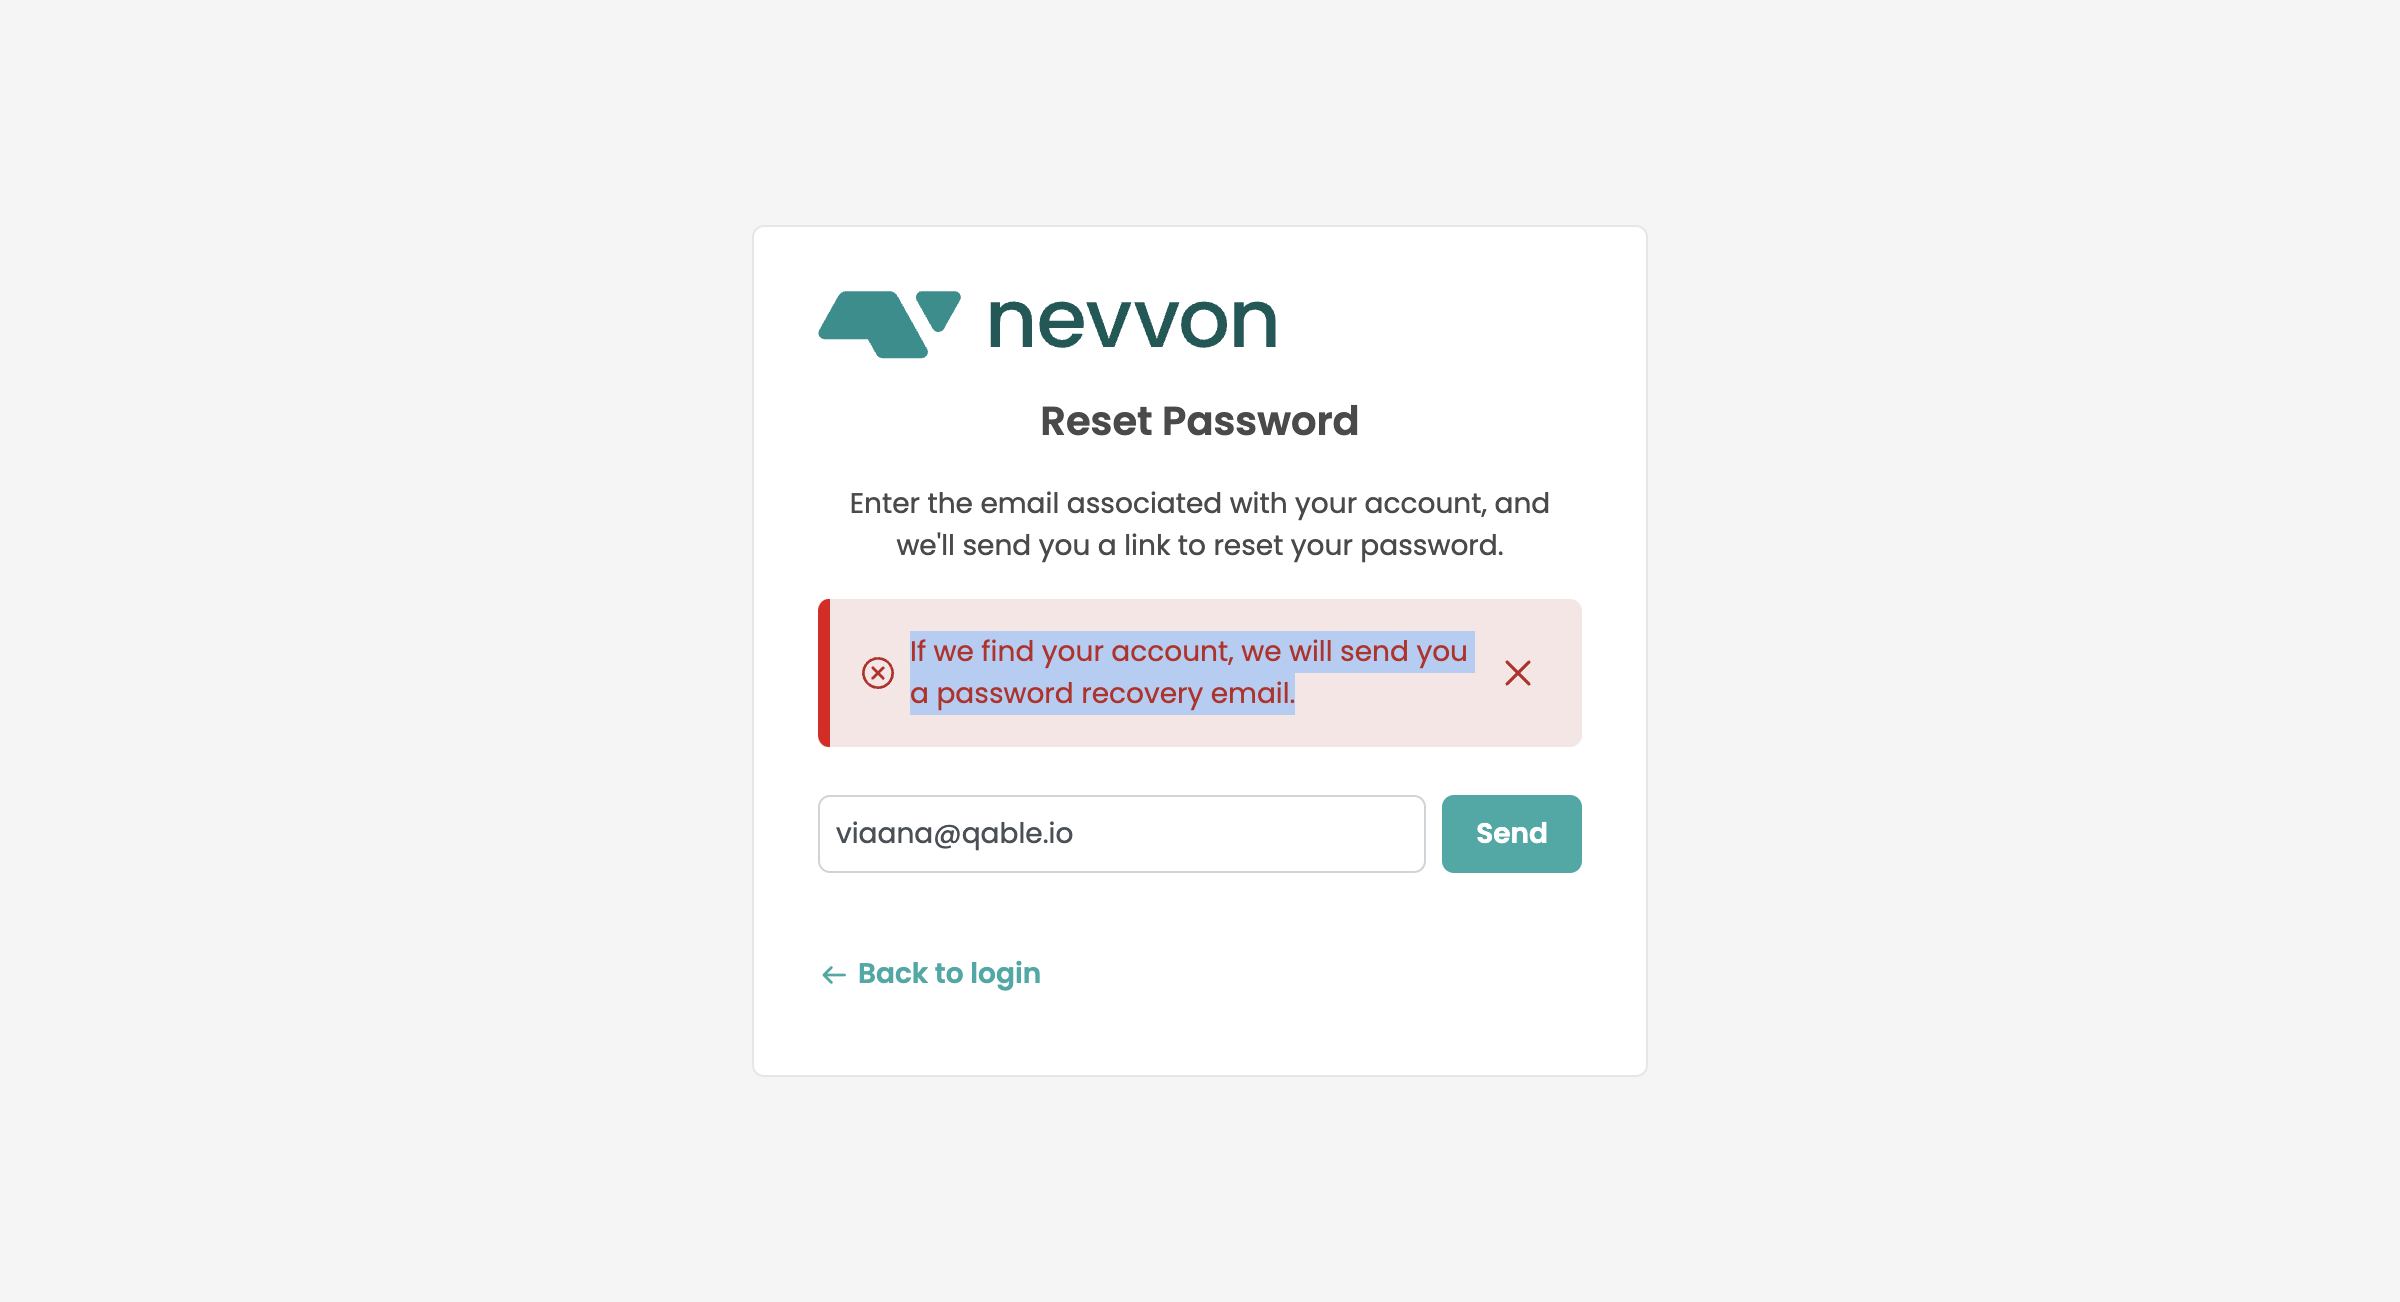 nevvon
Reset Password
Enter the email associated with your account, and
we'll send you a link to reset your password.
If we find your account, we will send you
a password recovery email.
viaana@qable.io
Send
Back to login